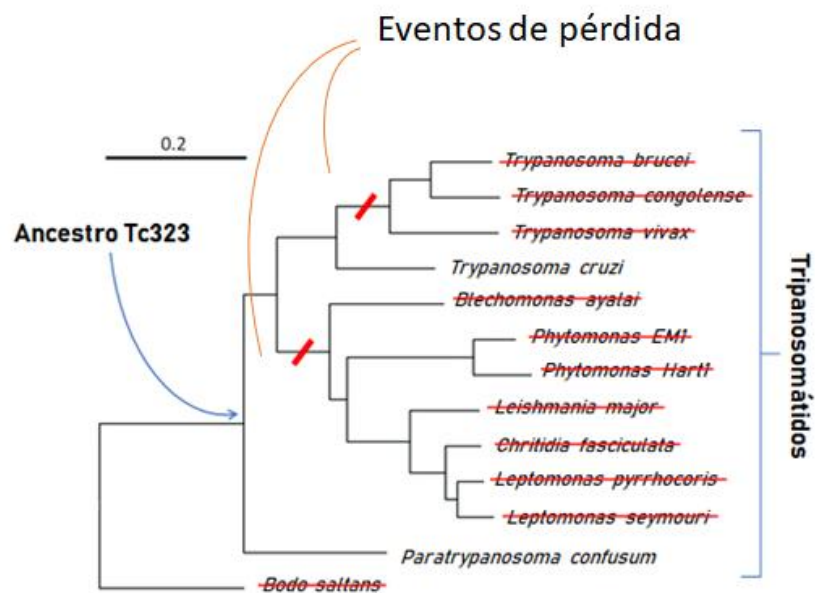 Eventos de pérdida
0.2
Ancestro Tc323
Trypanosoma brucei
Trypanosoma congolense
Trypanosoma vivax
Trypanosoma cruzi
Blechomonas ayalai
Phytomonas EM1
Phytomonas Hart1
Leishmania major
Chritidia fasciculata
Leptomonas pyrrhocoris
Leptomonas seymouri
Paratrypanosoma confusum
Bodo saltans
Tripanosomátidos